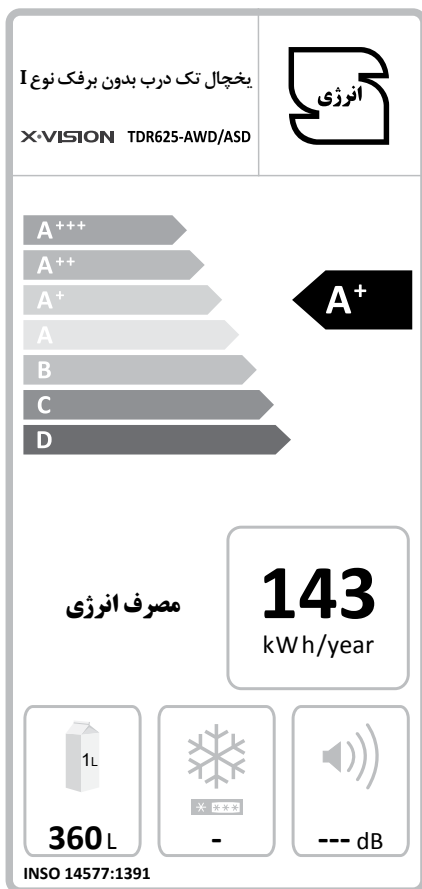 یخچال تک درب بدون برفک نوع I
X·VISION TDR625-AWD/ASD
انرژی
A+++
A++
A+
A
B
C
D
A+
مصرف انرژی
143
kWh/year
1L
360 L
-
--- dB
INSO 14577:1391